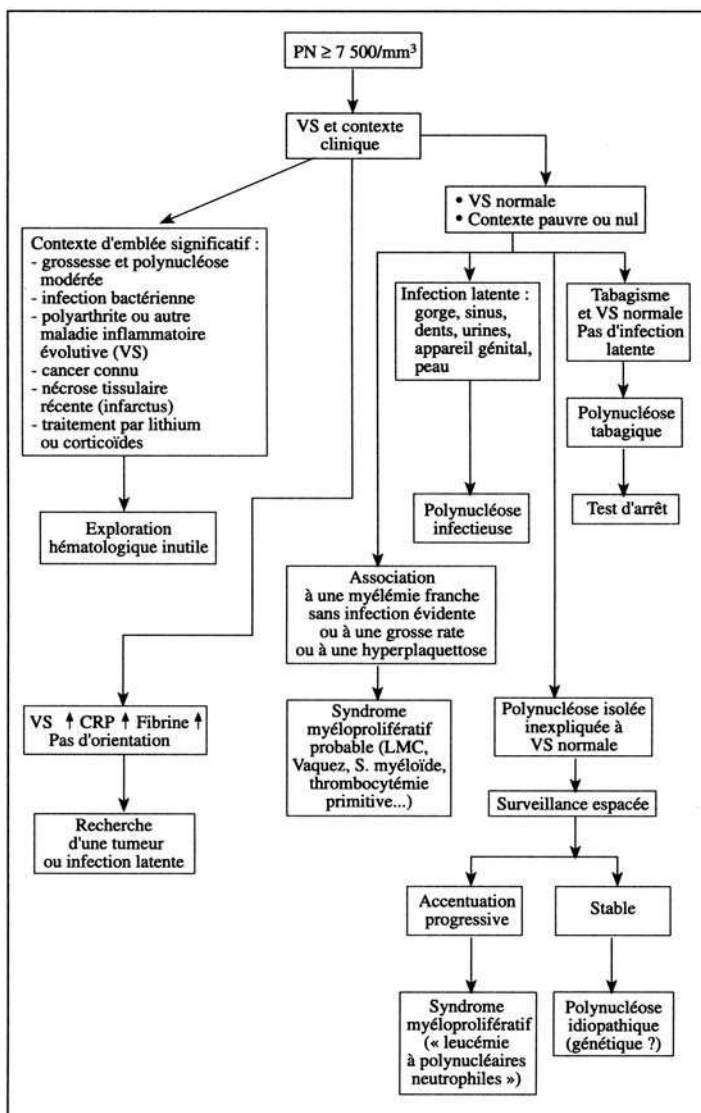 PN ≥ 7 500/mm³
VS et contexte
clinique
• VS normale
• Contexte pauvre ou nul
Contexte d'emblée significatif :
- grossesse et polynucléose
modérée
- infection bactérienne
- polyarthrite ou autre
maladie inflammatoire
évolutive (VS)
- cancer connu
- nécrose tissulaire
récente (infarctus)
- traitement par lithium
ou corticoïdes
Exploration
hématologique inutile
VS ↑ CRP ↑ Fibrine ↑
Pas d'orientation
Recherche
d'une tumeur
ou infection latente
Association
à une myélémie franche
sans infection évidente
ou à une grosse rate
ou à une hyperplaquettose
Syndrome
myéloprolifératif
probable (LMC,
Vaquez, S. myéloïde,
thrombocytémie
primitive...)
Infection latente :
gorge, sinus,
dents, urines,
appareil génital,
peau
Polynucléose
infectieuse
Tabagisme
et VS normale
Pas d'infection
latente
Polynucléose
tabagique
Test d'arrêt
Polynucléose isolée
inexpliquée à
VS normale
Surveillance espacée
Accentuation
progressive
Stable
Syndrome
myéloprolifératif
(« leucémie
à polynucléaires
neutrophiles »)
Polynucléose
idiopathique
(génétique ?)